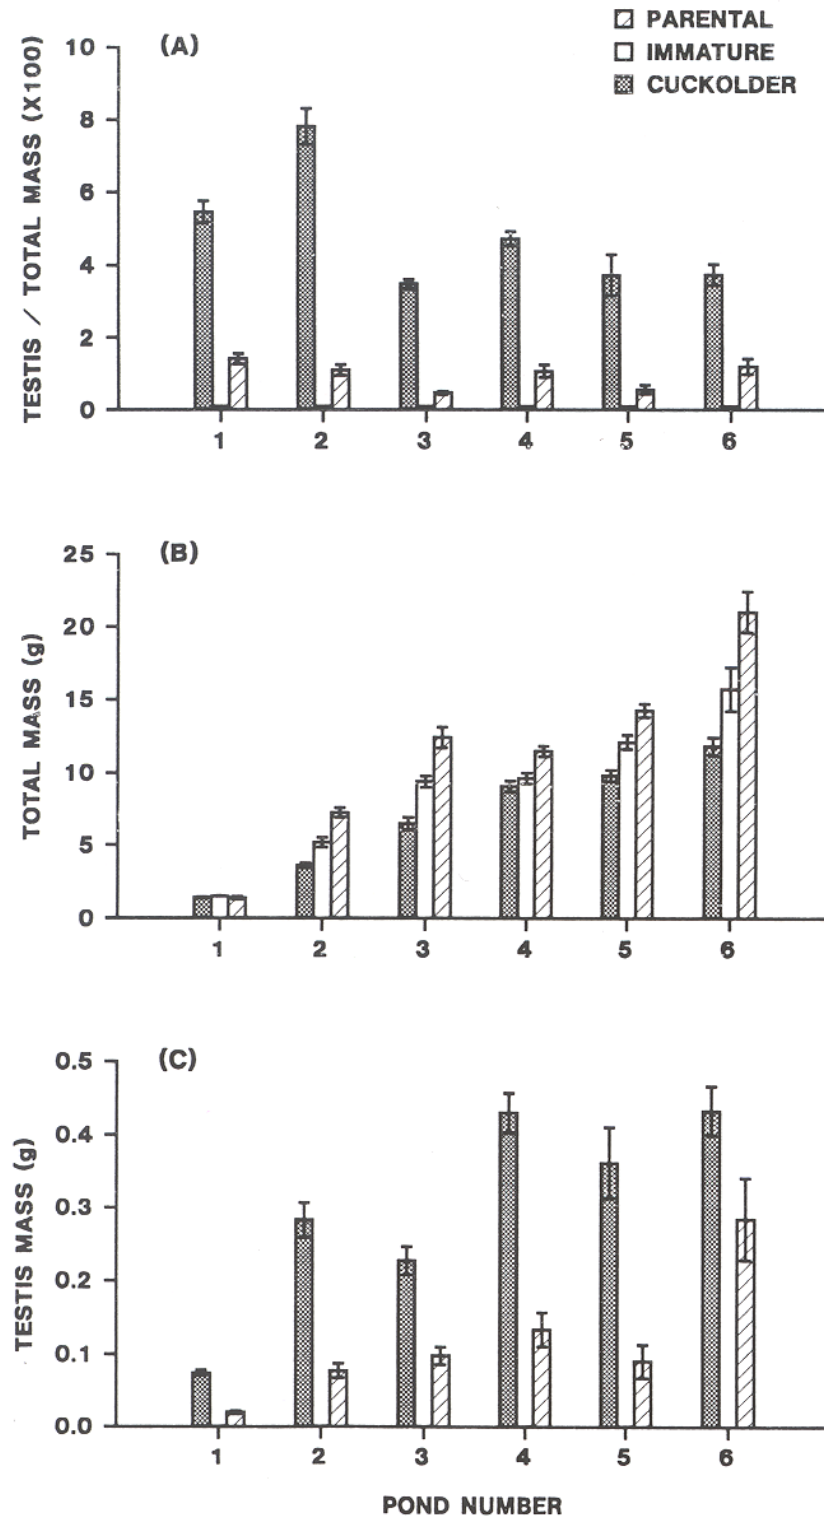 PARENTAL
IMMATURE
CUCKOLDER
(A)
TESTIS / TOTAL MASS (X100)
10
8
6
4
2
0
1 2 3 4 5 6
(B)
TOTAL MASS (g)
25
20
15
10
5
0
1 2 3 4 5 6
(C)
TESTIS MASS (g)
0.5
0.4
0.3
0.2
0.1
0.0
1 2 3 4 5 6
POND NUMBER